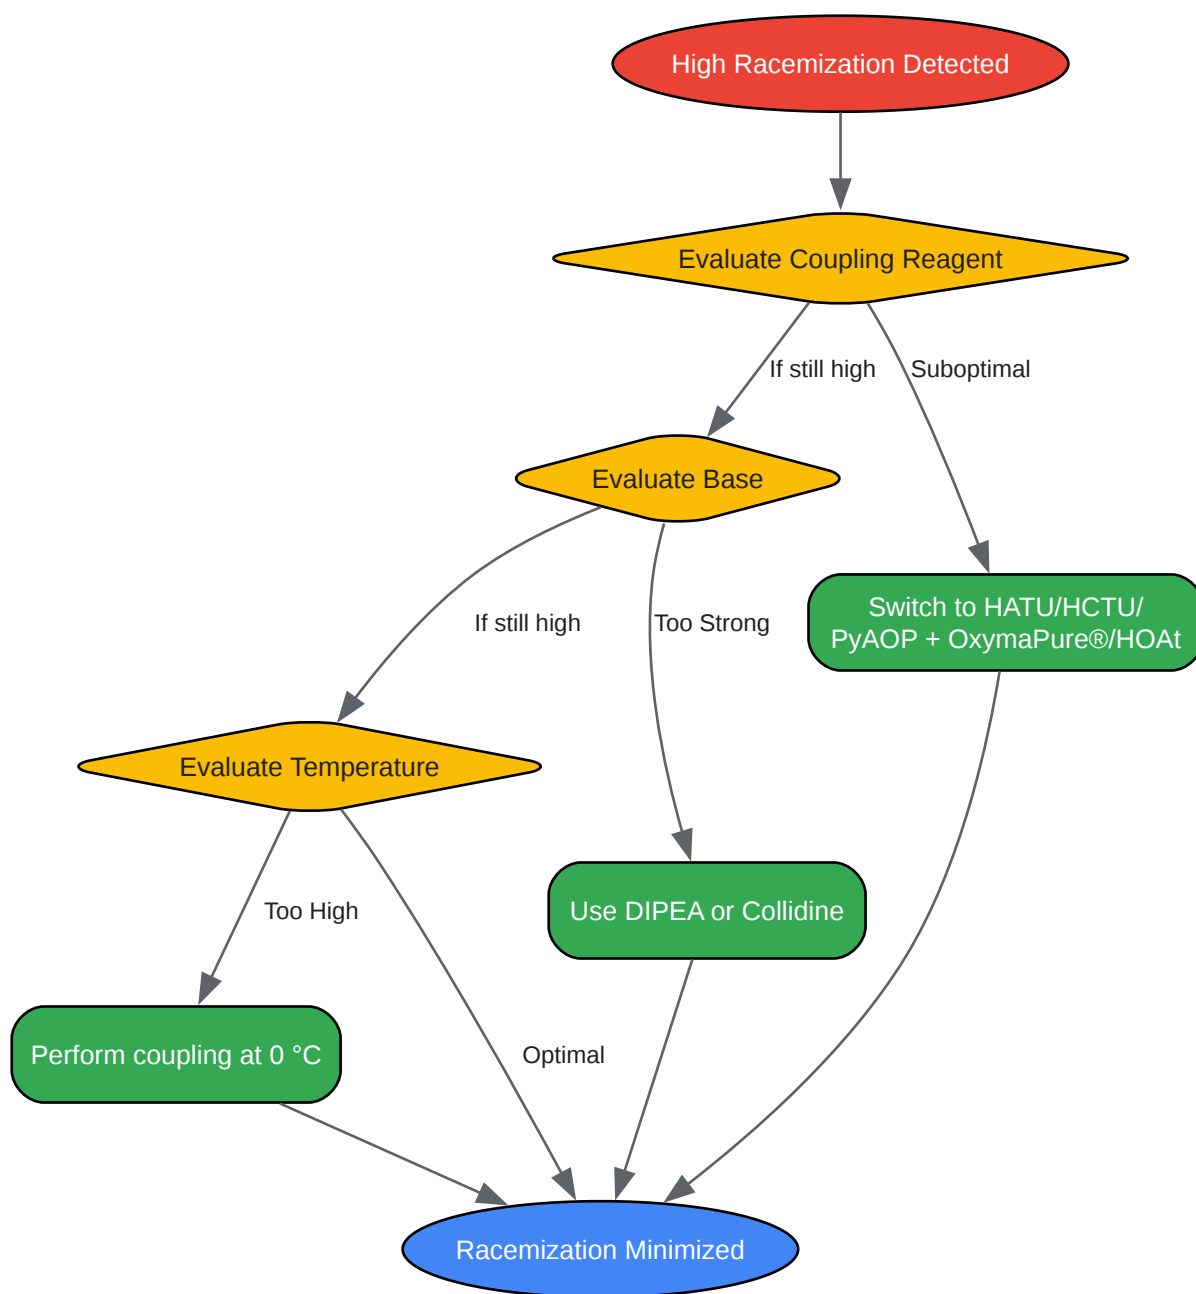 High Racemization Detected
Evaluate Coupling Reagent
If still high
Suboptimal
Evaluate Base
If still high
Too Strong
Switch to HATU/HCTU/
PyAOP + OxymaPure®/HOAt
Evaluate Temperature
Too High
Use DIPEA or Collidine
Perform coupling at 0 °C
Optimal
Racemization Minimized